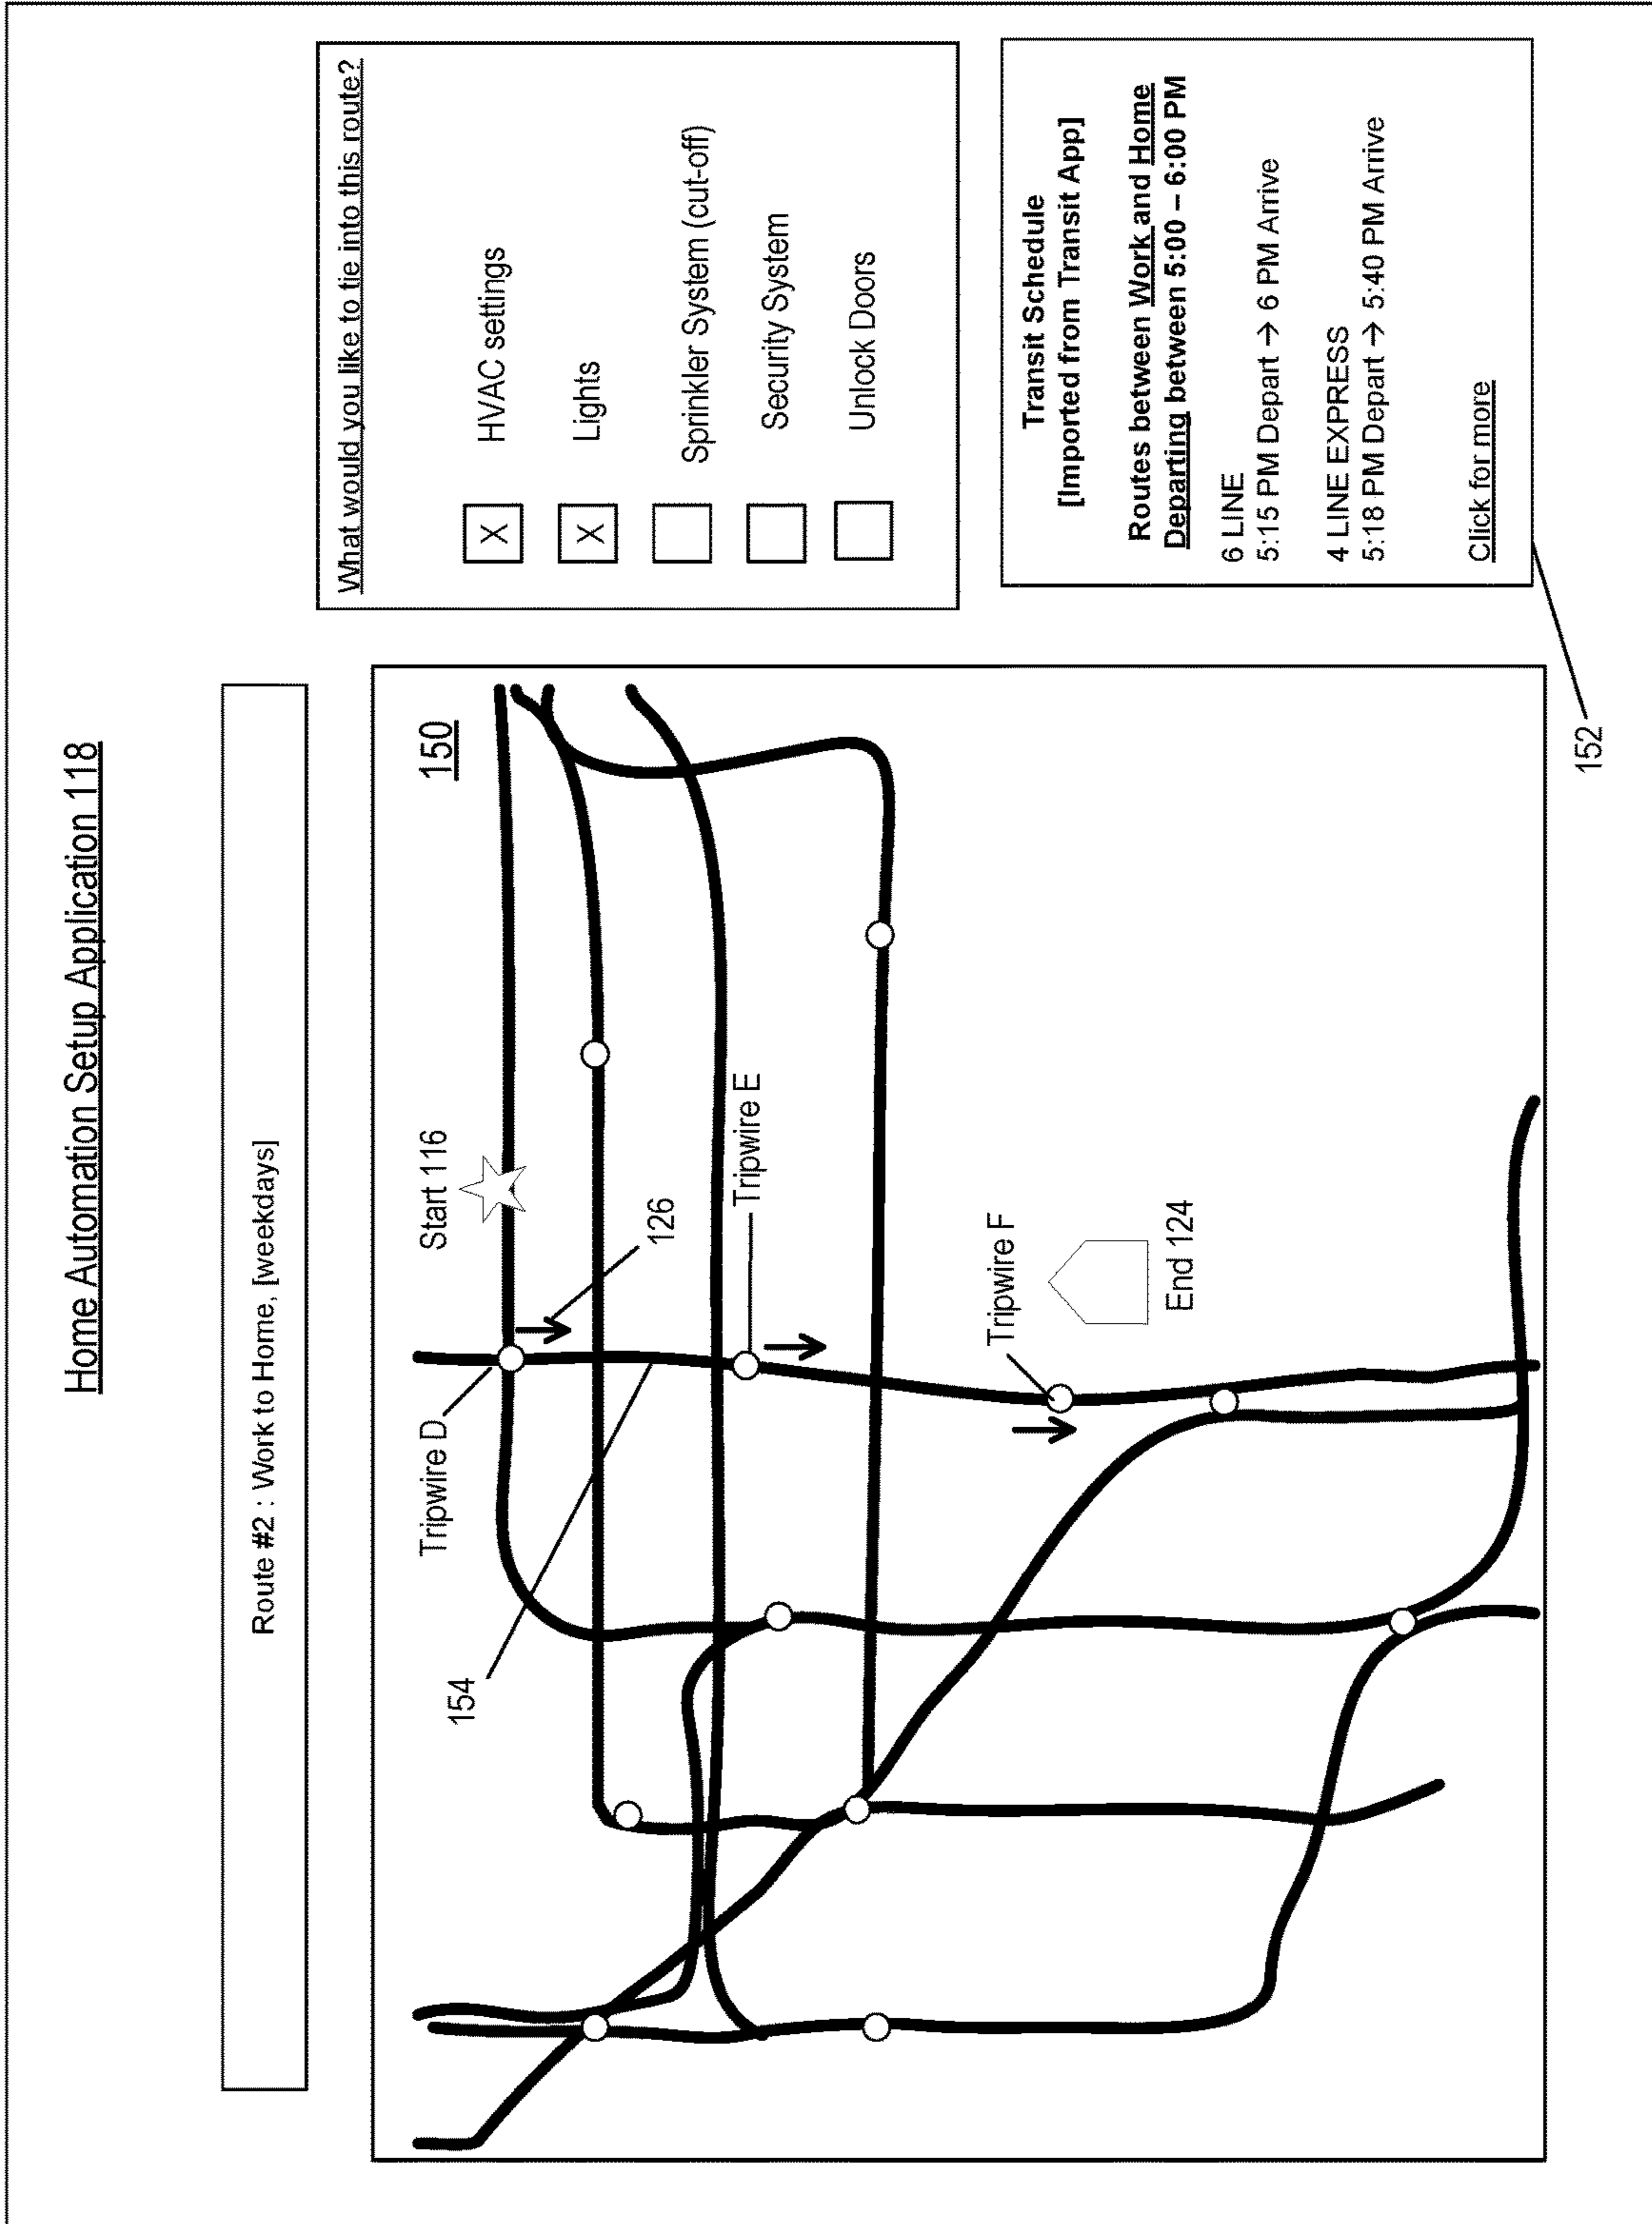 Home Automation Setup Application 118
Route #2 : Work to Home, [weekdays]
What would you like to tie into this route?
X HVAC settings
X Lights
Sprinkler System (cut-off)
Security System
Unlock Doors
150
Start 116
Tripwire D
126
154
Tripwire E
Tripwire F
End 124
Transit Schedule
[Imported from Transit App]
Routes between Work and Home
Departing between 5:00 – 6:00 PM
6 LINE
5:15 PM Depart → 6 PM Arrive
4 LINE EXPRESS
5:18 PM Depart → 5:40 PM Arrive
Click for more
152